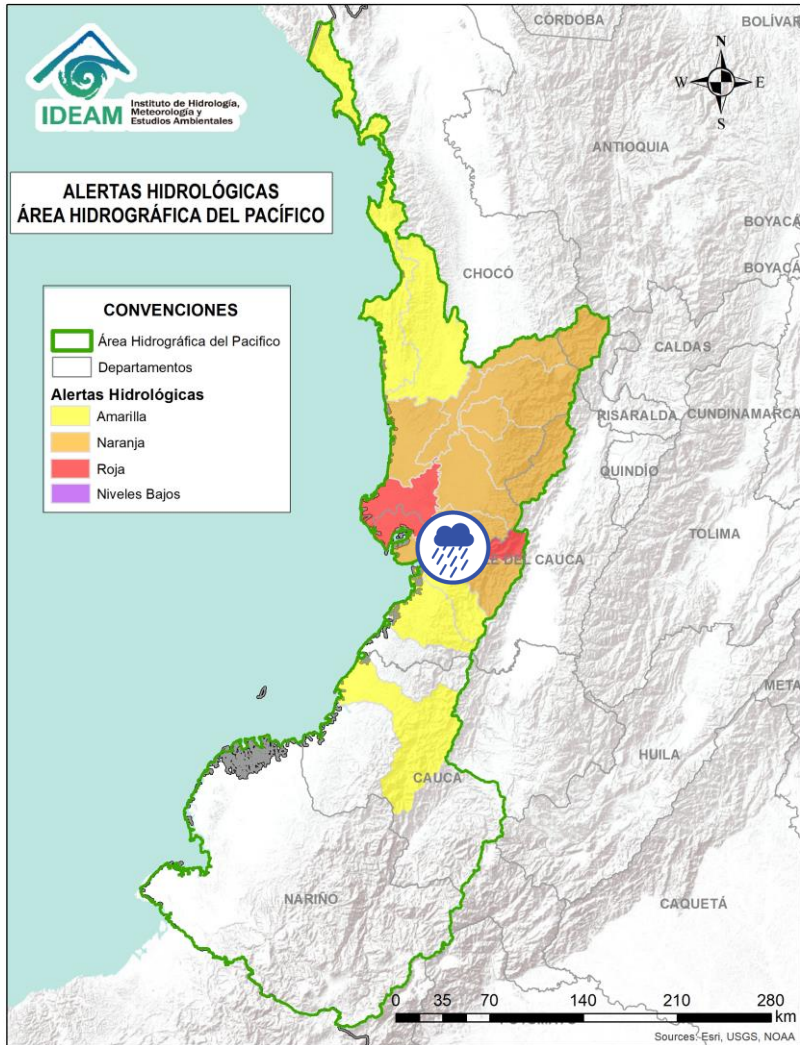 CÓRDOBA
BOLÍVAR
IDEAM
Instituto de Hidrología,
Meteorología y
Estudios Ambientales
N
W
E
S
ANTIOQUIA
ALERTAS HIDROLÓGICAS
ÁREA HIDROGRÁFICA DEL PACÍFICO
BOYACÁ
BOYACÁ
CHOCÓ
CONVENCIONES
Área Hidrográfica del Pacifico
Departamentos
Alertas Hidrológicas
Amarilla
Naranja
Roja
Niveles Bajos
CALDAS
RISARALDA
CUNDINAMARCA
QUINDÍO
TOLIMA
DEL CAUCA
META
HUILA
CAUCA
NARIÑO
CAQUETÁ
0 35 70 140 210 280
km
Sources: Esri, USGS, NOAA